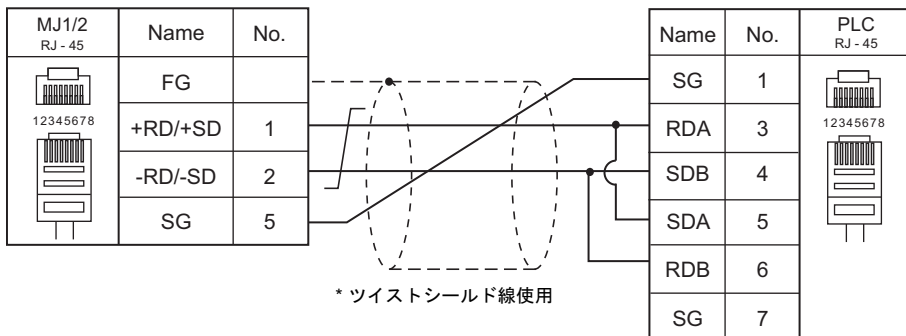 MJ1/2
RJ - 45
Name
No.
FG
+RD/+SD
1
-RD/-SD
2
SG
5
12345678
* ツイストシールド線使用
Name
No.
PLC
RJ - 45
SG
1
RDA
3
SDB
4
SDA
5
RDB
6
SG
7
12345678